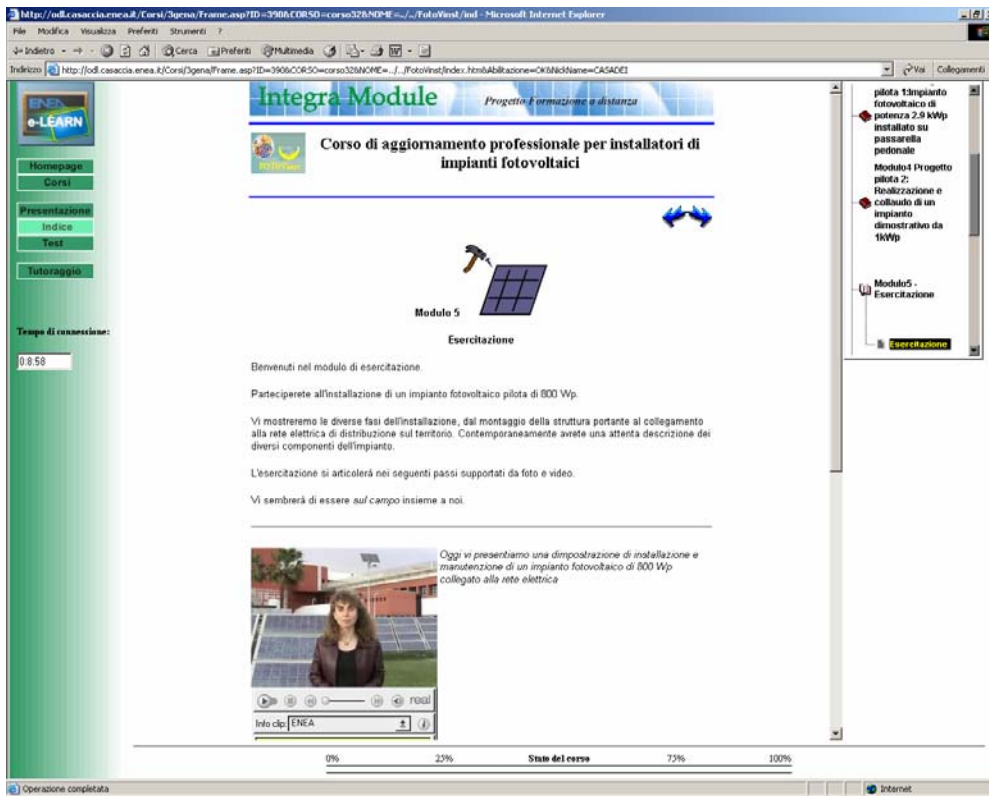 http://odl.casaccia.enea.it/Corsi/3gena/Frame.asp?ID=390&CORSO=corso32&NOME=../../FotoVinst/ind - Microsoft Internet Explorer
File Modifica Visualizza Preferiti Strumenti ?
Indietro Cerca Preferiti Multimedia
Indirizzo http://odl.casaccia.enea.it/Corsi/3gena/Frame.asp?ID=390&CORSO=corso32&NOME=../../FotoVinst/index.htm&Abilitazione=OK&NickName=CASADEI Vai Collegamenti
ENEA
e-LEARN
Homepage
Corsi
Presentazione
Indice
Test
Tutoraggio
Tempo di connessione:
0:8:58
Integra Module Progetto Formazione a distanza
Corso di aggiornamento professionale per installatori di
impianti fotovoltaici
Modulo 5
Esercitazione
Benvenuti nel modulo di esercitazione.
Parteciperete all'installazione di un impianto fotovoltaico pilota di 800 Wp.
Vi mostreremo le diverse fasi dell'installazione, dal montaggio della struttura portante al collegamento
alla rete elettrica di distribuzione sul territorio. Contemporaneamente avrete una attenta descrizione dei
diversi componenti dell'impianto.
L'esercitazione si articolerà nei seguenti passi supportati da foto e video.
Vi sembrerà di essere sul campo insieme a noi.
Oggi vi presentiamo una dimpostrazione di installazione e
manutenzione di un impianto fotovoltaico di 800 Wp
collegato alla rete elettrica
real
Info clip: ENEA
pilota 1:Impianto
fotovoltaico di
potenza 2.9 kWp
installato su
passarella
pedonale
Modulo4 Progetto
pilota 2:
Realizzazione e
collaudo di un
impianto
dimostrativo da
1kWp
Modulo5 -
Esercitazione
Esercitazione
0% 25% Stato del corso 75% 100%
Operazione completata Internet